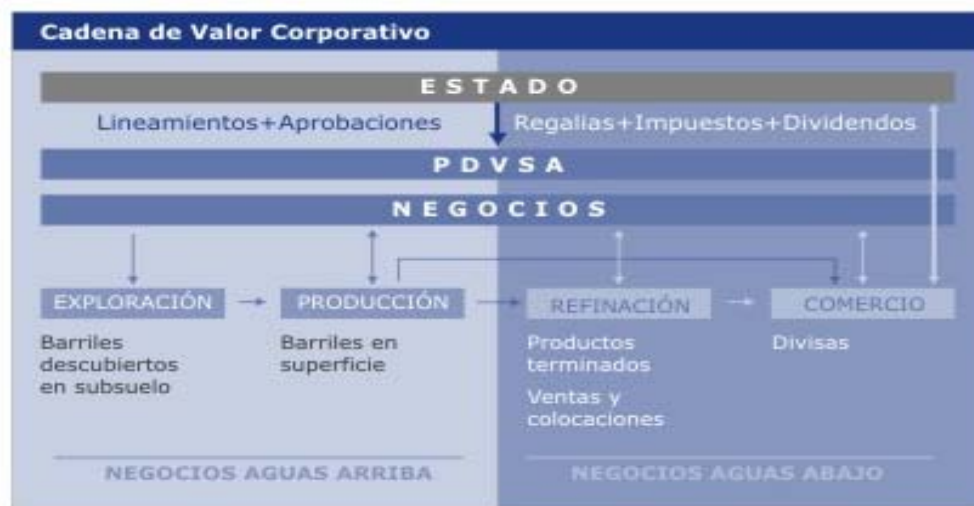 Cadena de Valor Corporativo
ESTADO
Lineamientos+Aprobaciones
Regalias+Impuestos+Dividendos
PDVSA
NEGOCIOS
EXPLORACIÓN
PRODUCCIÓN
REFINACIÓN
COMERCIO
Barriles
descubiertos
en subsuelo
Barriles en
superficie
Productos
terminados
Ventas y
colocaciones
Divisas
NEGOCIOS AGUAS ARRIBA
NEGOCIOS AGUAS ABAJO